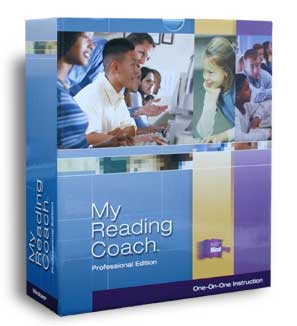 My
Reading
Coach
Professional Edition
One-On-One Instruction
My
Reading
Coach